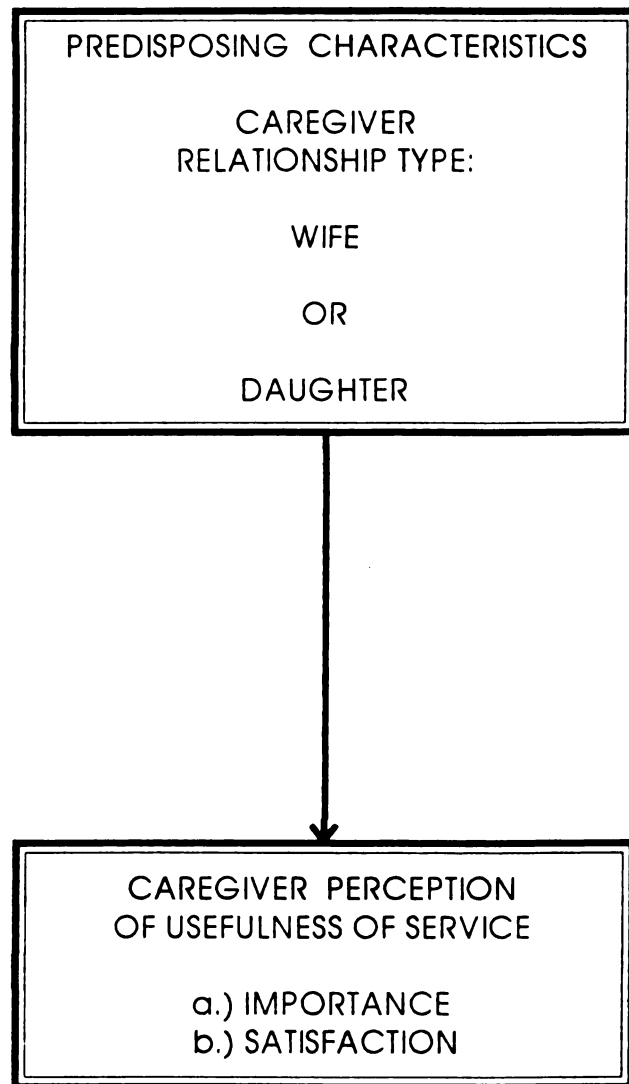 PREDISPOSING CHARACTERISTICS
CAREGIVER
RELATIONSHIP TYPE:
WIFE
OR
DAUGHTER
CAREGIVER PERCEPTION
OF USEFULNESS OF SERVICE
a.) IMPORTANCE
b.) SATISFACTION